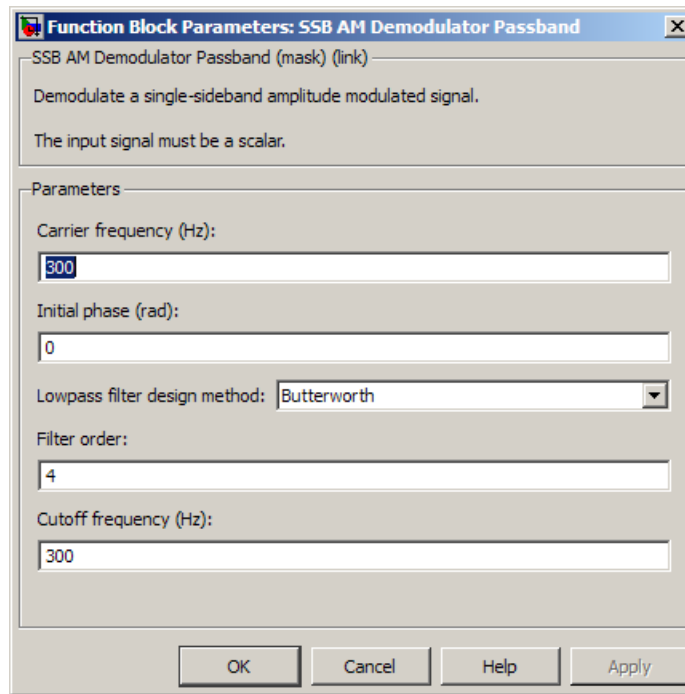 Function Block Parameters: SSB AM Demodulator Passband
SSB AM Demodulator Passband (mask) (link)
Demodulate a single-sideband amplitude modulated signal.
The input signal must be a scalar.
Parameters
Carrier frequency (Hz):
300
Initial phase (rad):
0
Lowpass filter design method: Butterworth
Filter order:
4
Cutoff frequency (Hz):
300
OK Cancel Help Apply